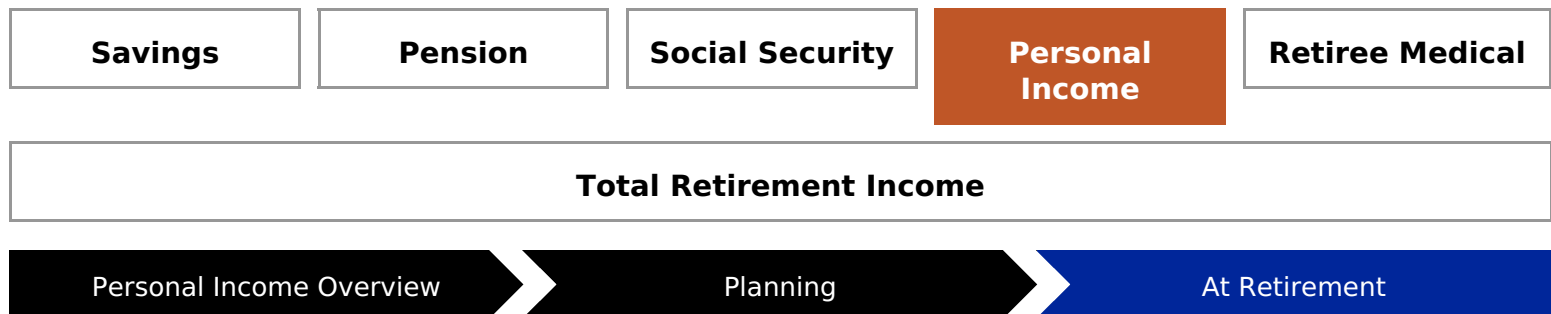 Savings
Pension
Social Security
Personal
Income
Retiree Medical
Total Retirement Income
Personal Income Overview
Planning
At Retirement